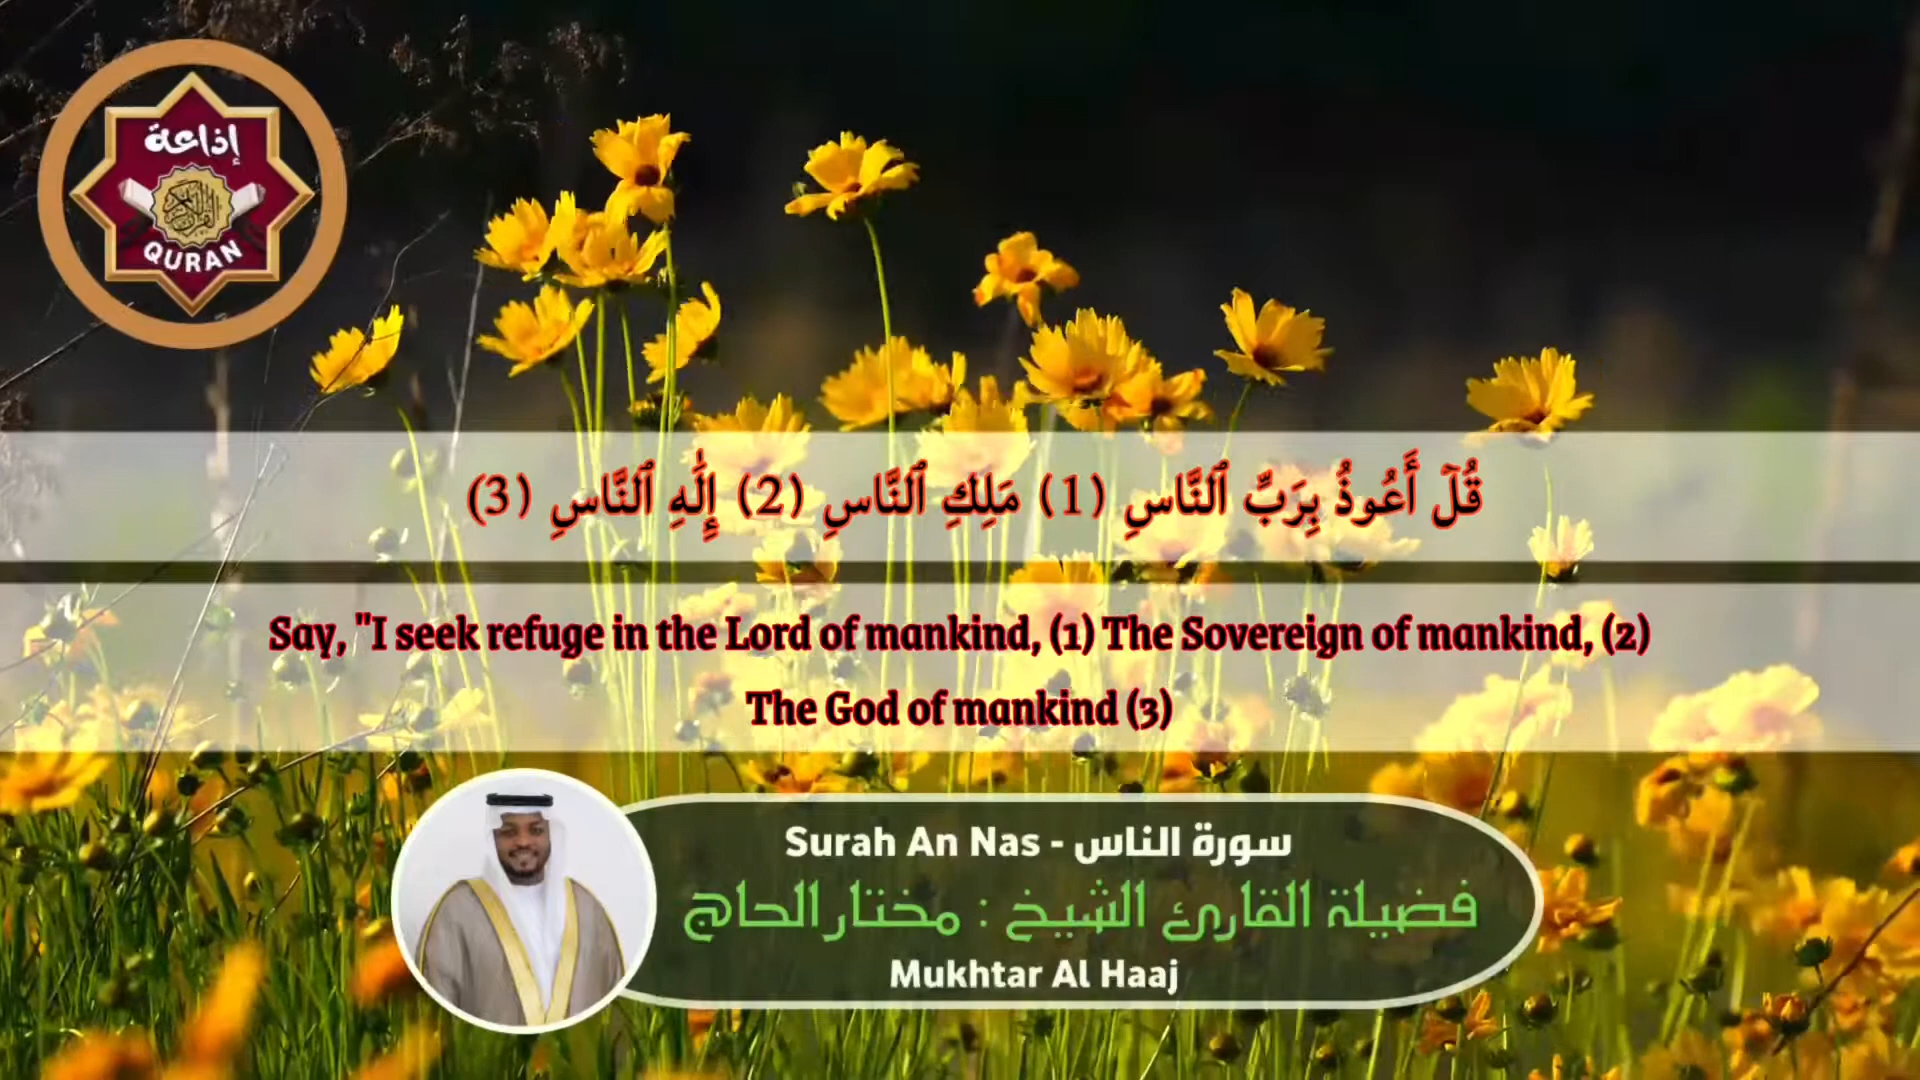 إذاعة
QURAN
قُلْ أَعُوذُ بِرَبِّ ٱلنَّاسِ (1) مَلِكِ ٱلنَّاسِ (2) إِلَٰهِ ٱلنَّاسِ (3)
Say, "I seek refuge in the Lord of mankind, (1) The Sovereign of mankind, (2)
The God of mankind (3)
Surah An Nas - سورة الناس
فضيلة القارئ الشيخ : مختار الحاج
Mukhtar Al Haaj